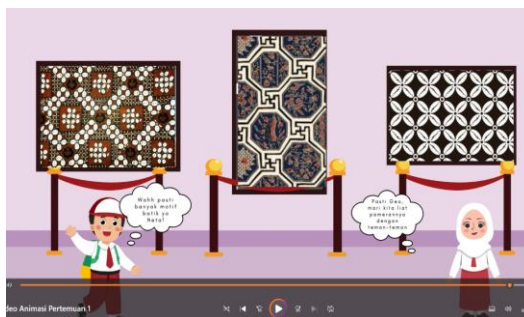 Wahh pasti
banyak motif
batik ya
Neta!
Pasti Geo,
mari kita liat
pamerannya
dengan
teman-teman
deo Animasi Pertemuan 1